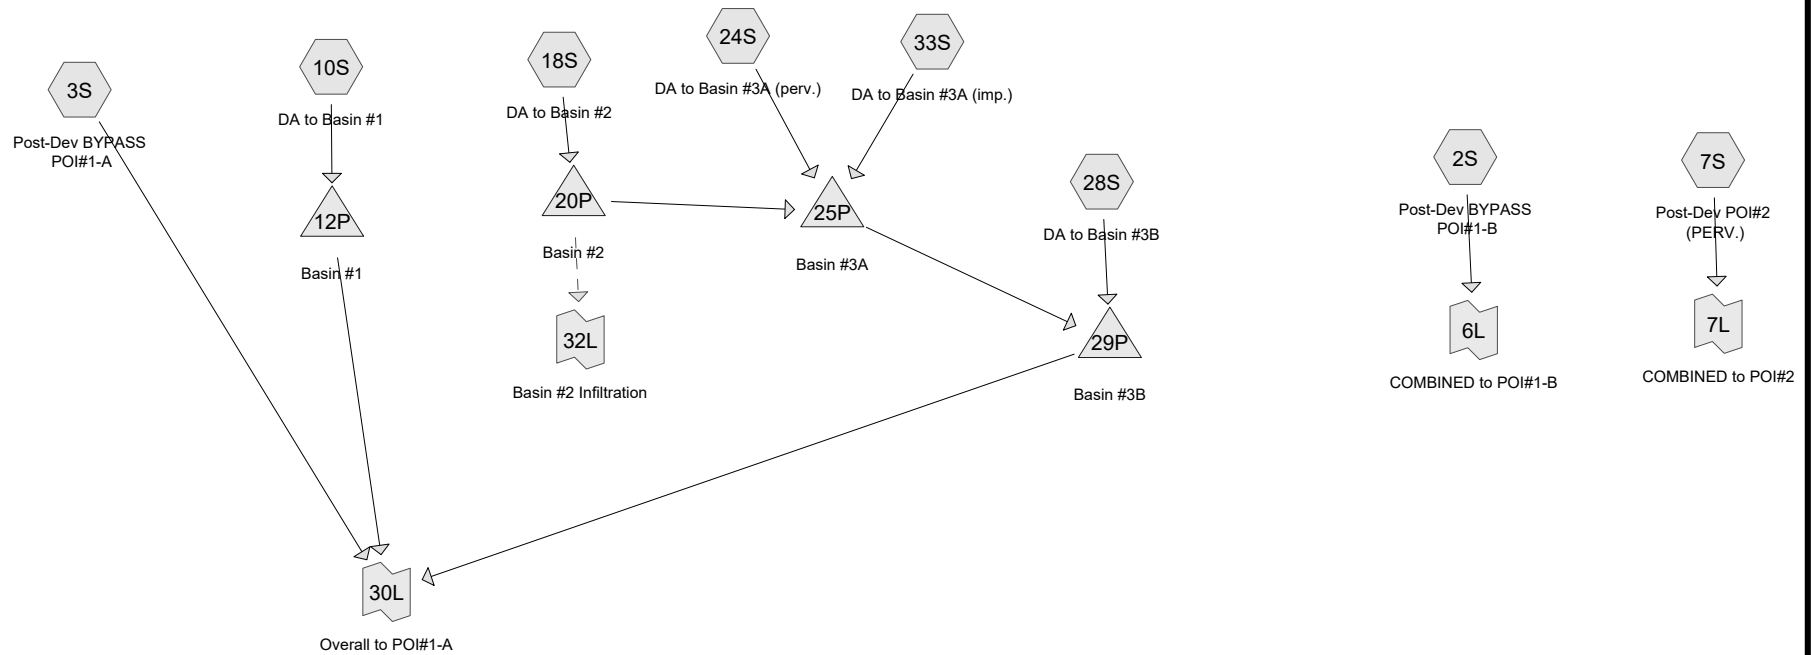 3S
Post-Dev BYPASS
POI#1-A
10S
DA to Basin #1
12P
Basin #1
18S
DA to Basin #2
20P
Basin #2
32L
Basin #2 Infiltration
24S
DA to Basin #3A (perv.)
33S
DA to Basin #3A (imp.)
25P
Basin #3A
28S
DA to Basin #3B
29P
Basin #3B
30L
Overall to POI#1-A
2S
Post-Dev BYPASS
POI#1-B
6L
COMBINED to POI#1-B
7S
Post-Dev POI#2
(PERV.)
7L
COMBINED to POI#2